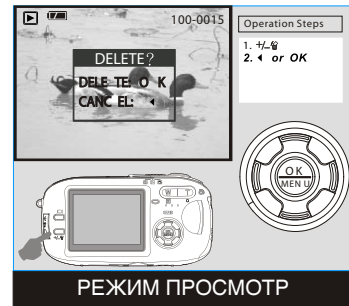 100-0015
DELETE?
DELE TE: O K
CANC EL:
Operation Steps
1. +/-
2. or OK
OK
MEN U
W T
РЕЖИМ ПРОСМОТР